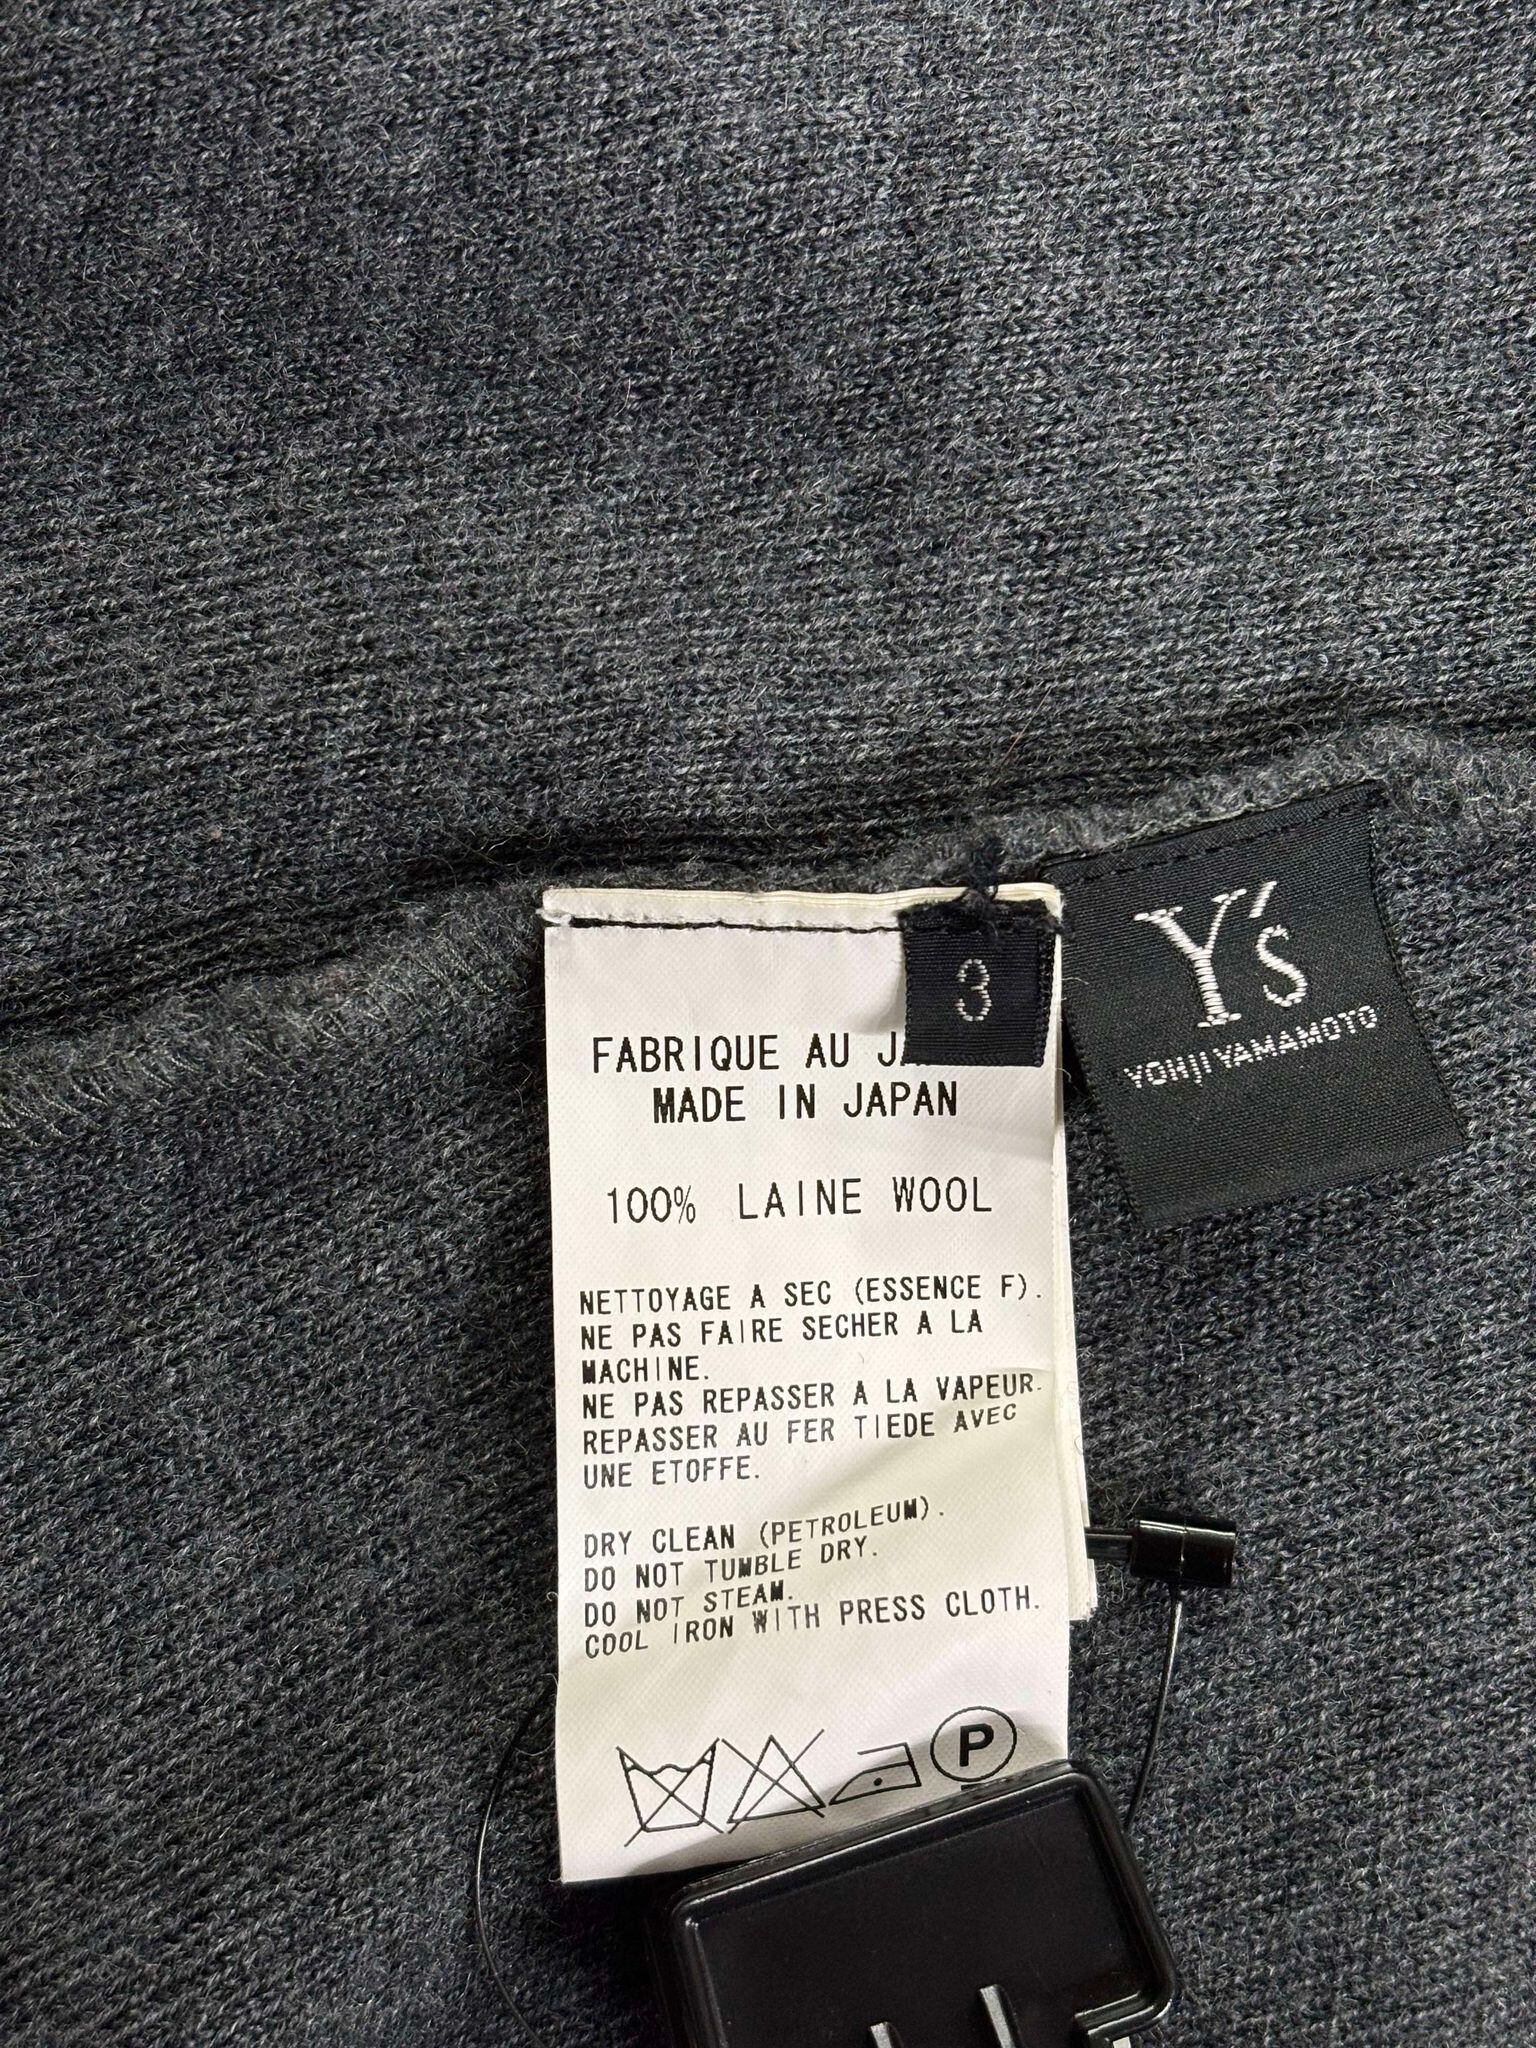 3
Y's
YOHJI YAMAMOTO
FABRIQUE AU
MADE IN JAPAN
100% LAINE WOOL
NETTOYAGE A SEC (ESSENCE F).
NE PAS FAIRE SECHER A LA
MACHINE.
NE PAS REPASSER A LA VAPEUR.
REPASSER AU FER TIEDE AVEC
UNE ETOFFE.
DRY CLEAN (PETROLEUM).
DO NOT TUMBLE DRY.
DO NOT STEAM.
COOL IRON WITH PRESS CLOTH.
P